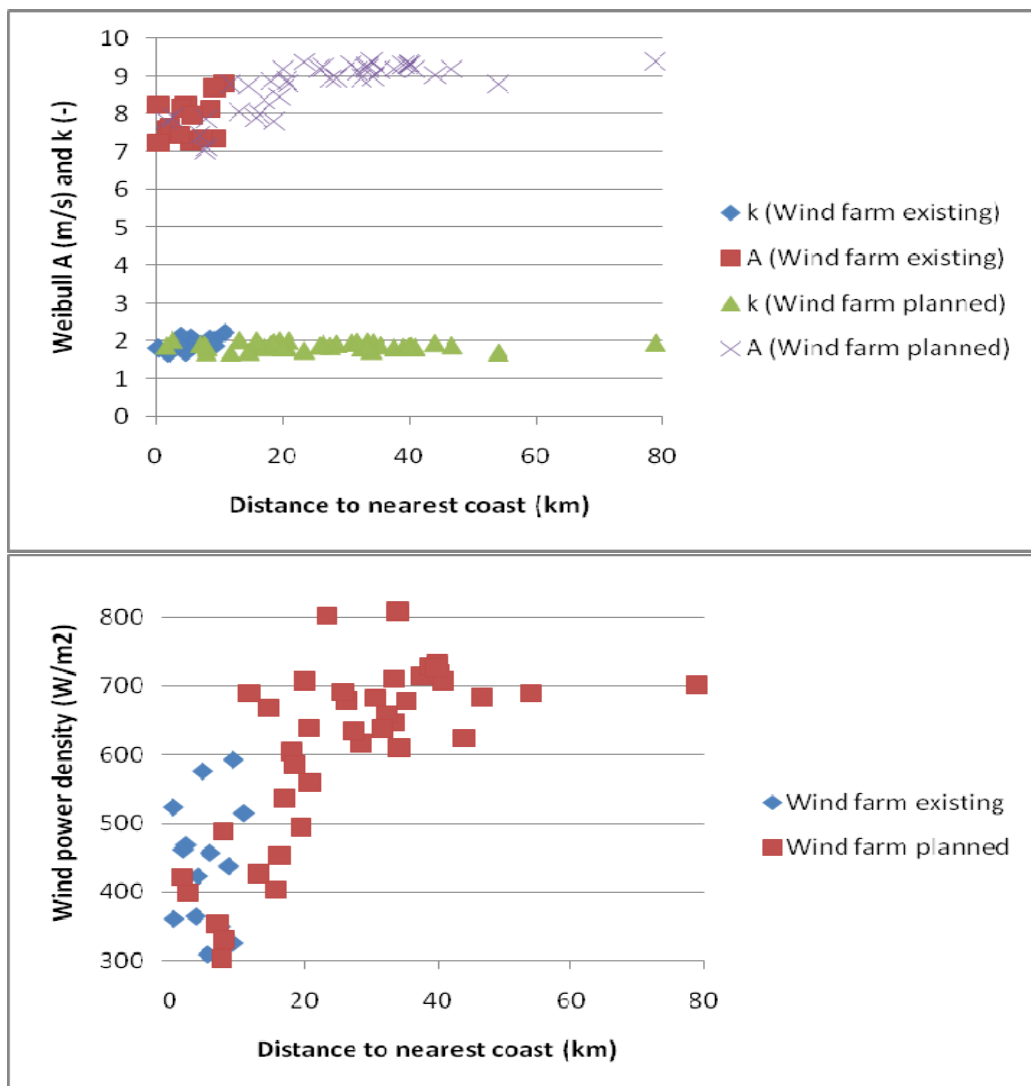 Weibull A (m/s) and k (-)
10
9
8
7
6
5
4
3
2
1
0
0 20 40 60 80
Distance to nearest coast (km)
k (Wind farm existing)
A (Wind farm existing)
k (Wind farm planned)
A (Wind farm planned)
Wind power density (W/m2)
800
700
600
500
400
300
0 20 40 60 80
Distance to nearest coast (km)
Wind farm existing
Wind farm planned